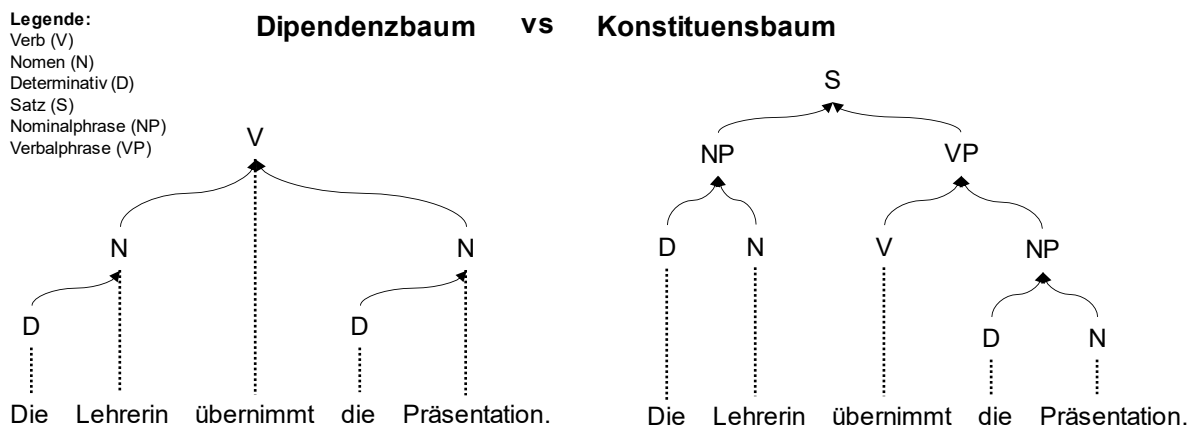 Legende:
Verb (V)
Nomen (N)
Determinativ (D)
Satz (S)
Nominalphrase (NP)
Verbalphrase (VP)
Dipendenzbaum vs Konstituensbaum
V
N N
D D
Die Lehrerin übernimmt die Präsentation.
S
NP VP
D N V NP
D N
Die Lehrerin übernimmt die Präsentation.